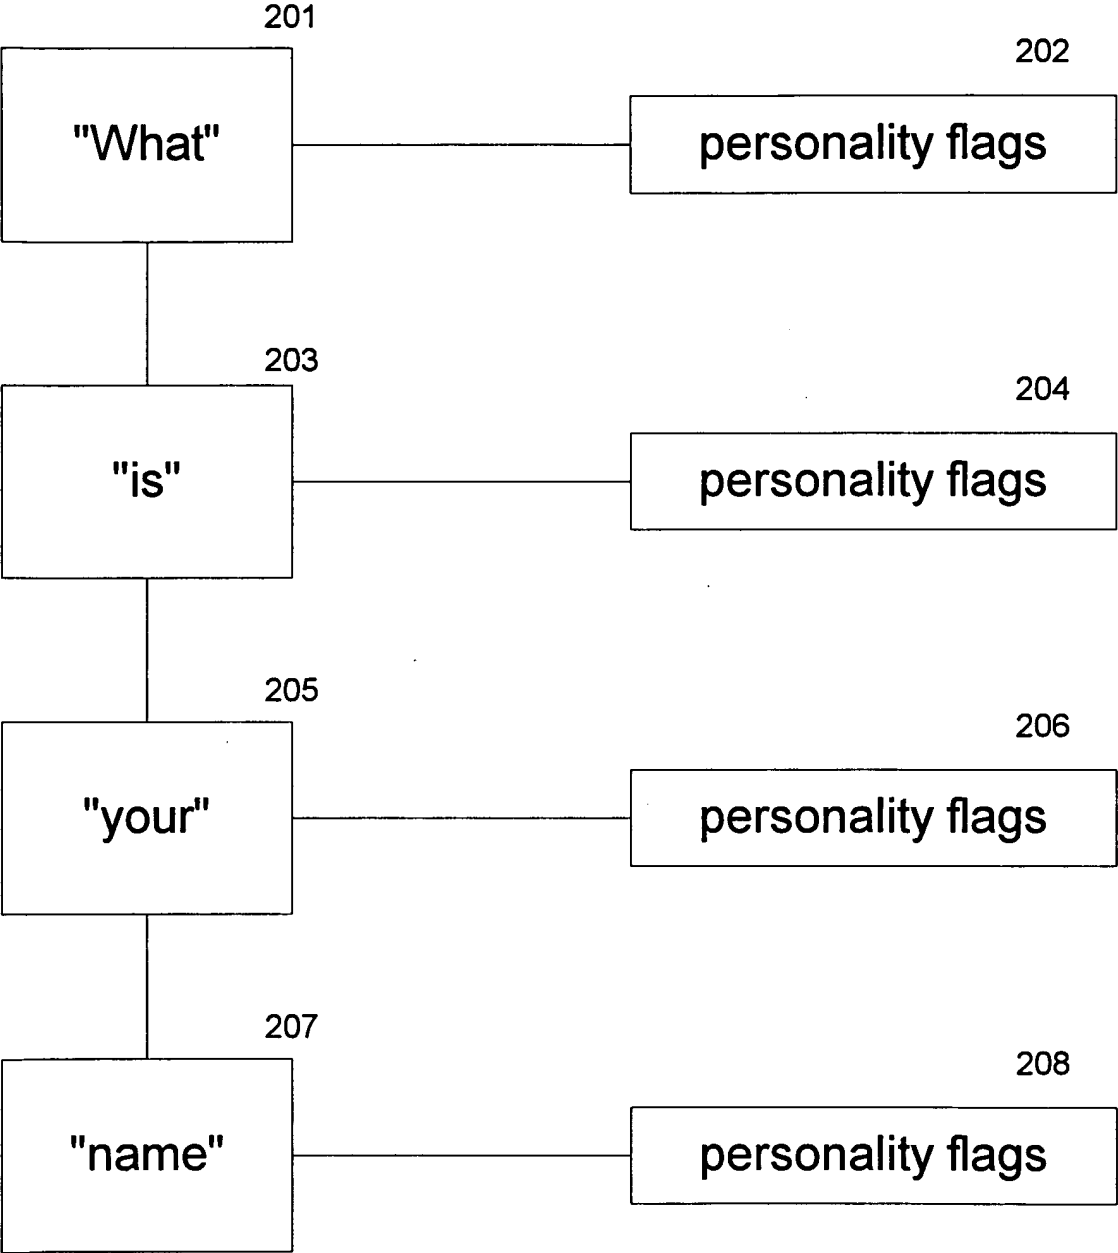 201
202
"What"
personality flags
203
204
"is"
personality flags
205
206
"your"
personality flags
207
208
"name"
personality flags